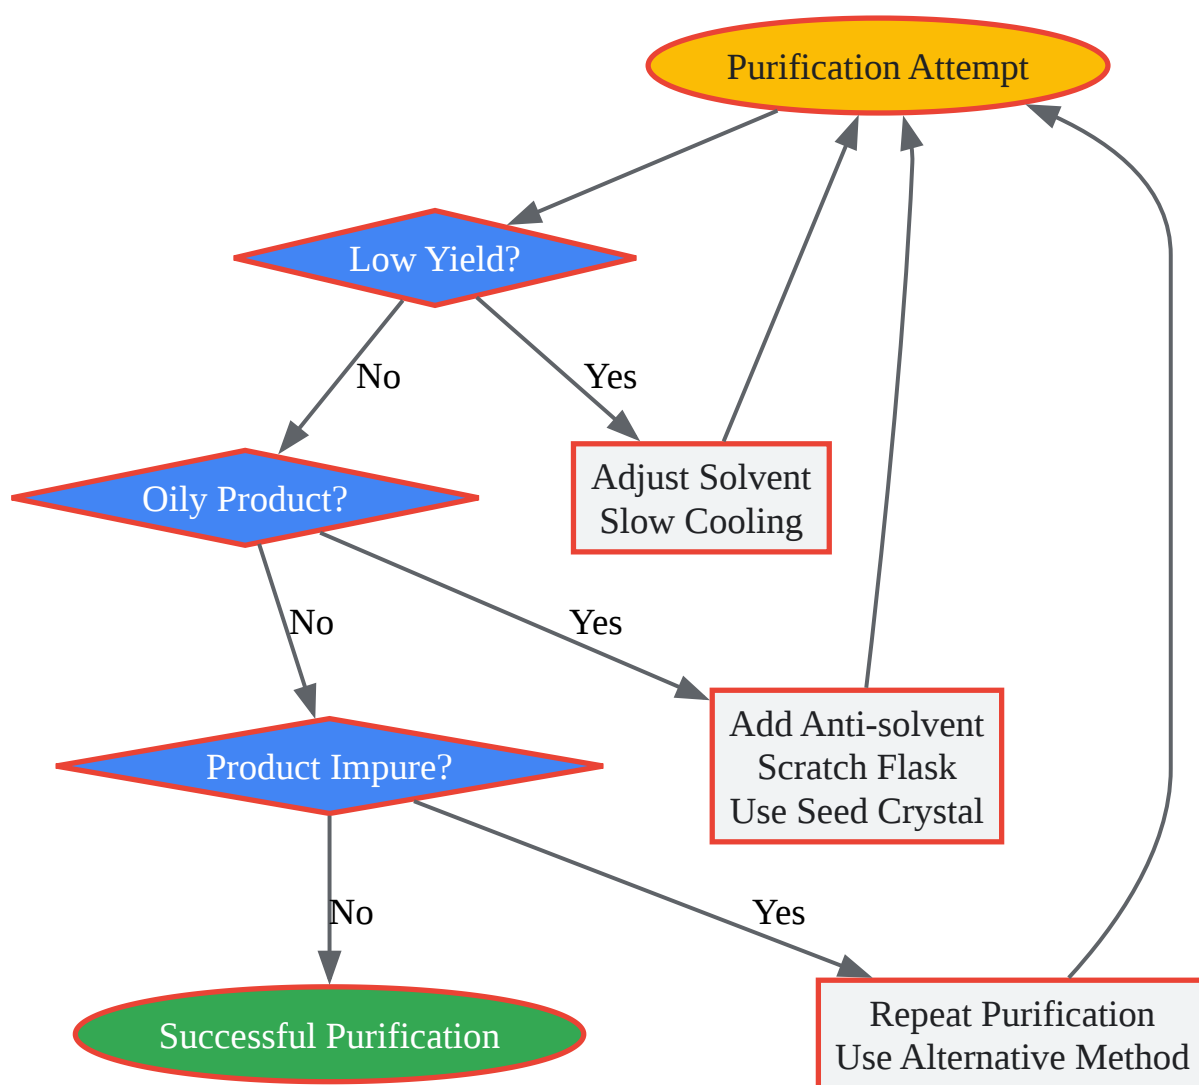 Purification Attempt
Low Yield?
No
Yes
Oily Product?
Adjust Solvent
Slow Cooling
No
Yes
Add Anti-solvent
Scratch Flask
Use Seed Crystal
Product Impure?
No
Yes
Successful Purification
Repeat Purification
Use Alternative Method